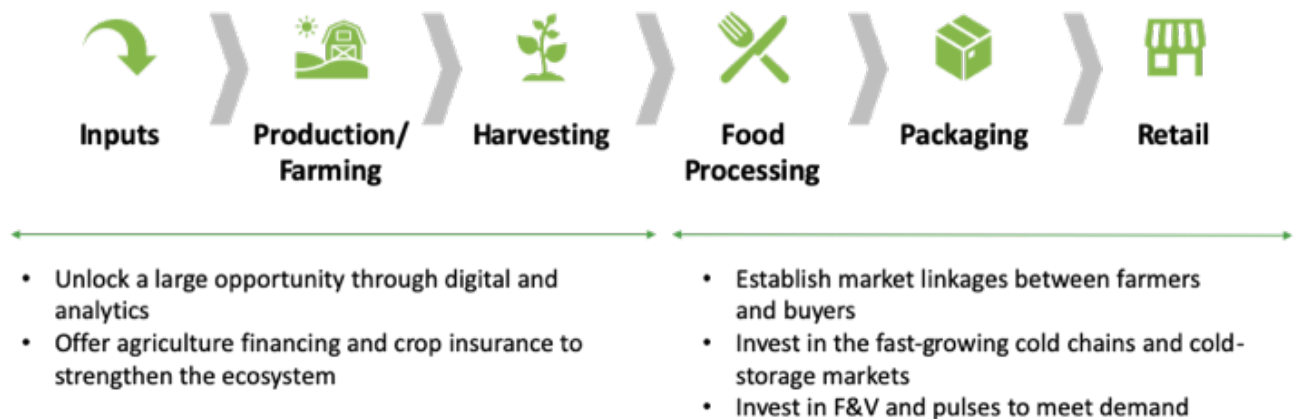 Inputs
Production/
Farming
Harvesting
Food
Processing
Packaging
Retail
• Unlock a large opportunity through digital and
analytics
• Offer agriculture financing and crop insurance to
strengthen the ecosystem
• Establish market linkages between farmers
and buyers
• Invest in the fast-growing cold chains and cold-
storage markets
• Invest in F&V and pulses to meet demand